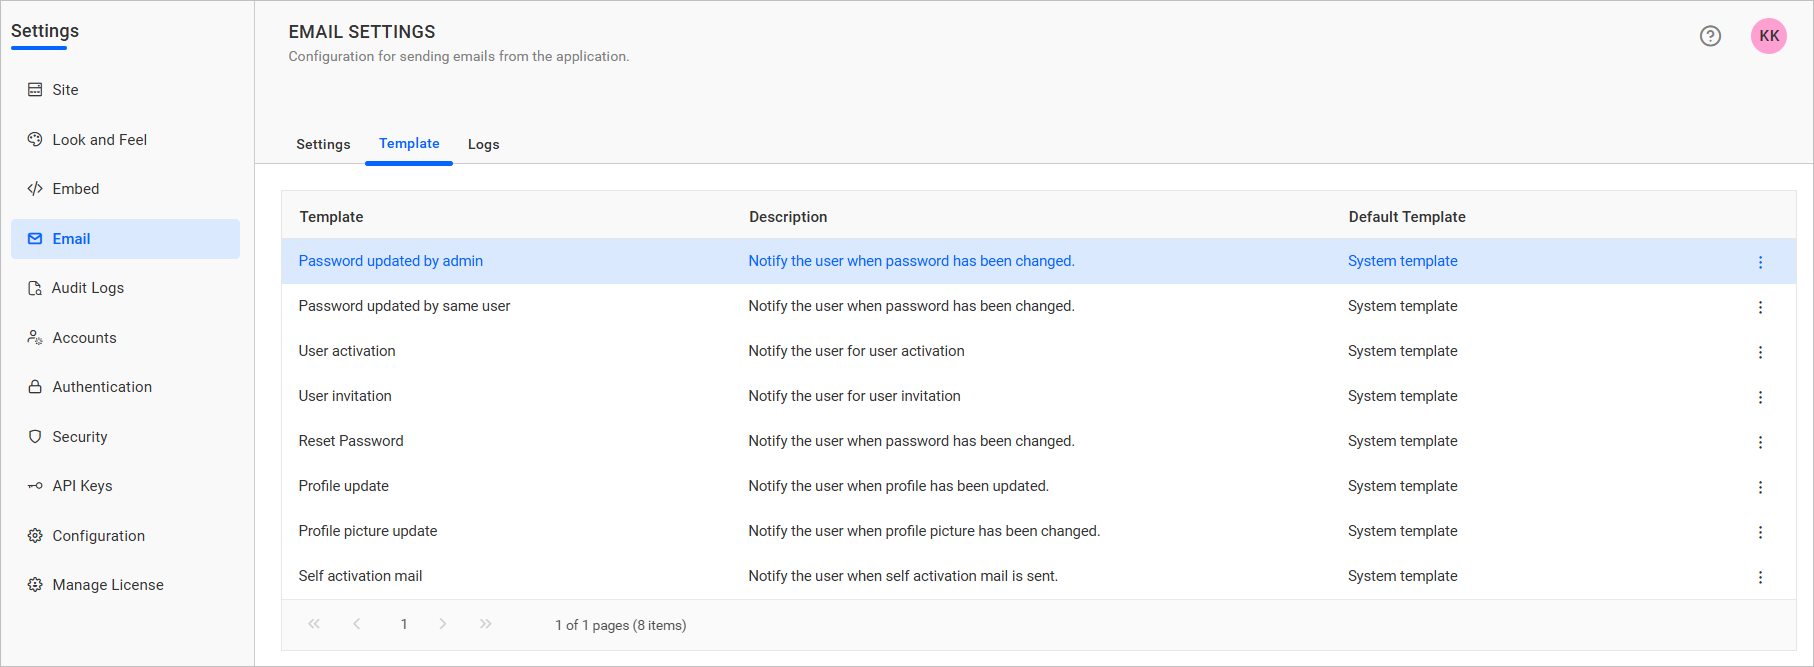 Settings
Site
Look and Feel
Embed
Email
Audit Logs
Accounts
Authentication
Security
API Keys
Configuration
Manage License
EMAIL SETTINGS
Configuration for sending emails from the application.
KK
Settings Template Logs
Template Description Default Template
Password updated by admin Notify the user when password has been changed. System template
Password updated by same user Notify the user when password has been changed. System template
User activation Notify the user for user activation System template
User invitation Notify the user for user invitation System template
Reset Password Notify the user when password has been changed. System template
Profile update Notify the user when profile has been updated. System template
Profile picture update Notify the user when profile picture has been changed. System template
Self activation mail Notify the user when self activation mail is sent. System template
1 1 of 1 pages (8 items)